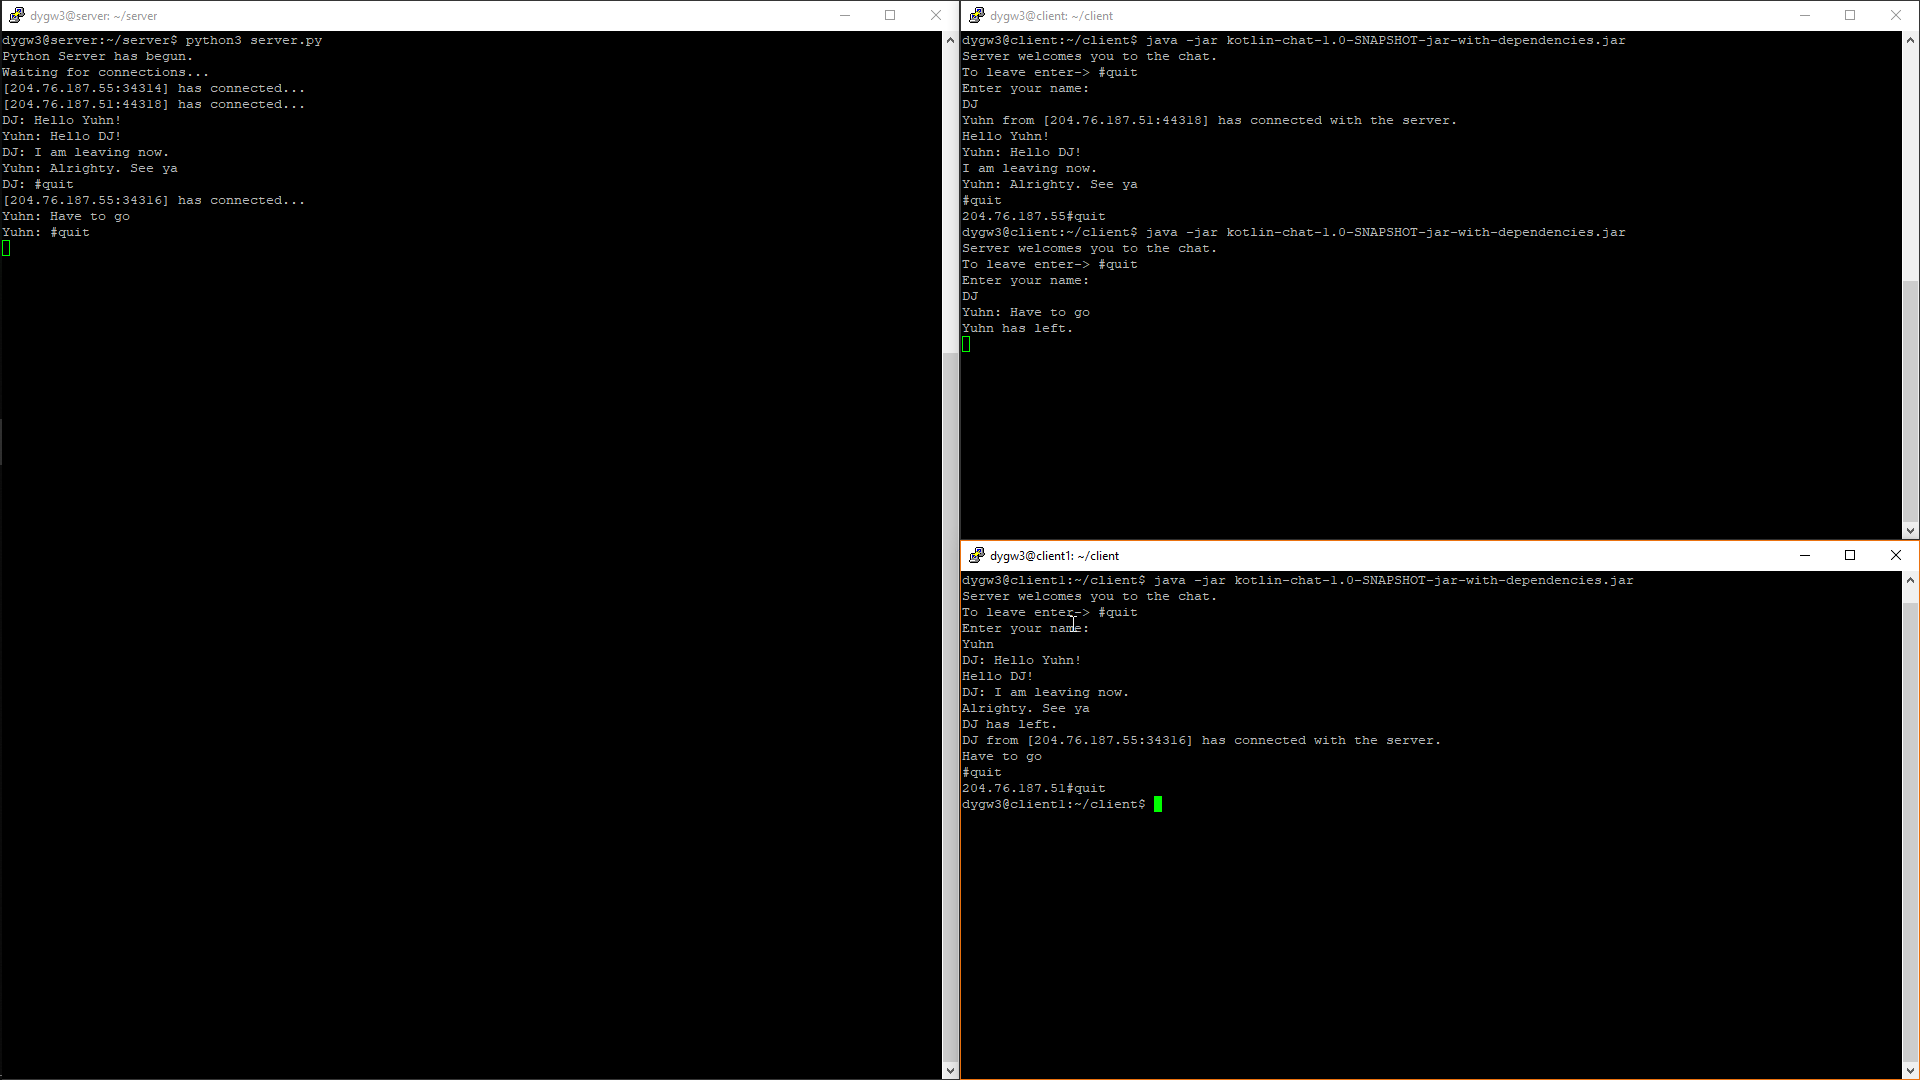 dygw3@server: ~/server
dygw3@server:~/server$ python3 server.py
Python Server has begun.
Waiting for connections...
[204.76.187.55:34314] has connected...
[204.76.187.51:44318] has connected...
DJ: Hello Yuhn!
Yuhn: Hello DJ!
DJ: I am leaving now.
Yuhn: Alrighty. See ya
DJ: #quit
[204.76.187.55:34316] has connected...
Yuhn: Have to go
Yuhn: #quit
dygw3@client: ~/client
dygw3@client:~/client$ java -jar kotlin-chat-1.0-SNAPSHOT-jar-with-dependencies.jar
Server welcomes you to the chat.
To leave enter-> #quit
Enter your name:
DJ
Yuhn from [204.76.187.51:44318] has connected with the server.
Hello Yuhn!
Yuhn: Hello DJ!
I am leaving now.
Yuhn: Alrighty. See ya
#quit
204.76.187.55#quit
dygw3@client:~/client$ java -jar kotlin-chat-1.0-SNAPSHOT-jar-with-dependencies.jar
Server welcomes you to the chat.
To leave enter-> #quit
Enter your name:
DJ
Yuhn: Have to go
Yuhn has left.
dygw3@client1: ~/client
dygw3@client1:~/client$ java -jar kotlin-chat-1.0-SNAPSHOT-jar-with-dependencies.jar
Server welcomes you to the chat.
To leave enter-> #quit
Enter your name:
Yuhn
DJ: Hello Yuhn!
Hello DJ!
DJ: I am leaving now.
Alrighty. See ya
DJ has left.
DJ from [204.76.187.55:34316] has connected with the server.
Have to go
#quit
204.76.187.51#quit
dygw3@client1:~/client$